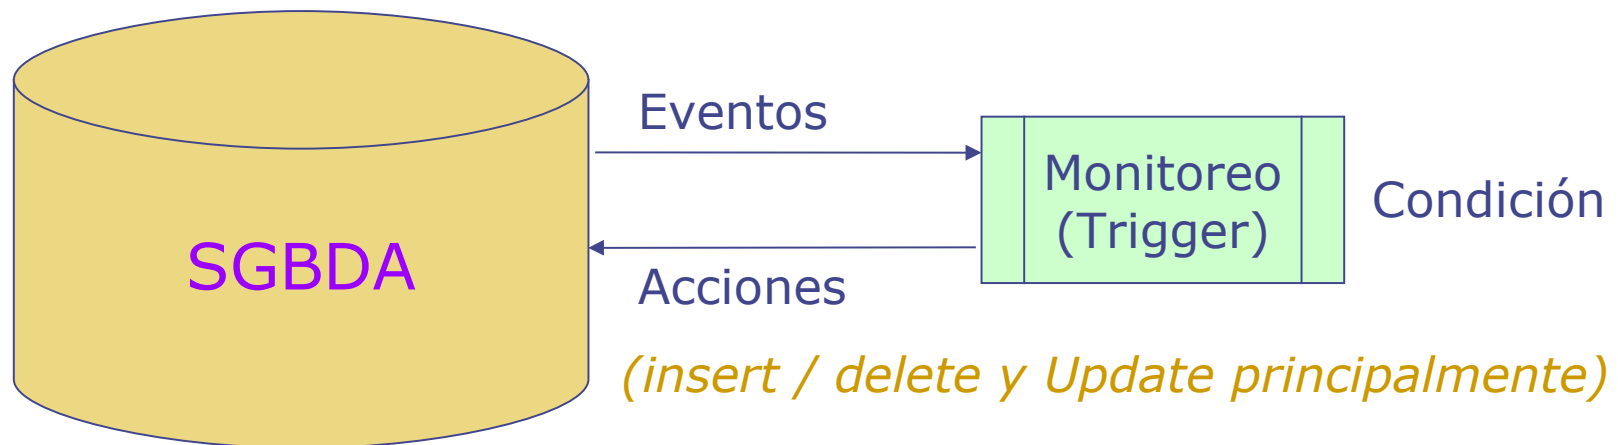 Eventos
Monitoreo
(Trigger)
Condición
SGBDA
Acciones
(insert / delete y Update principalmente)